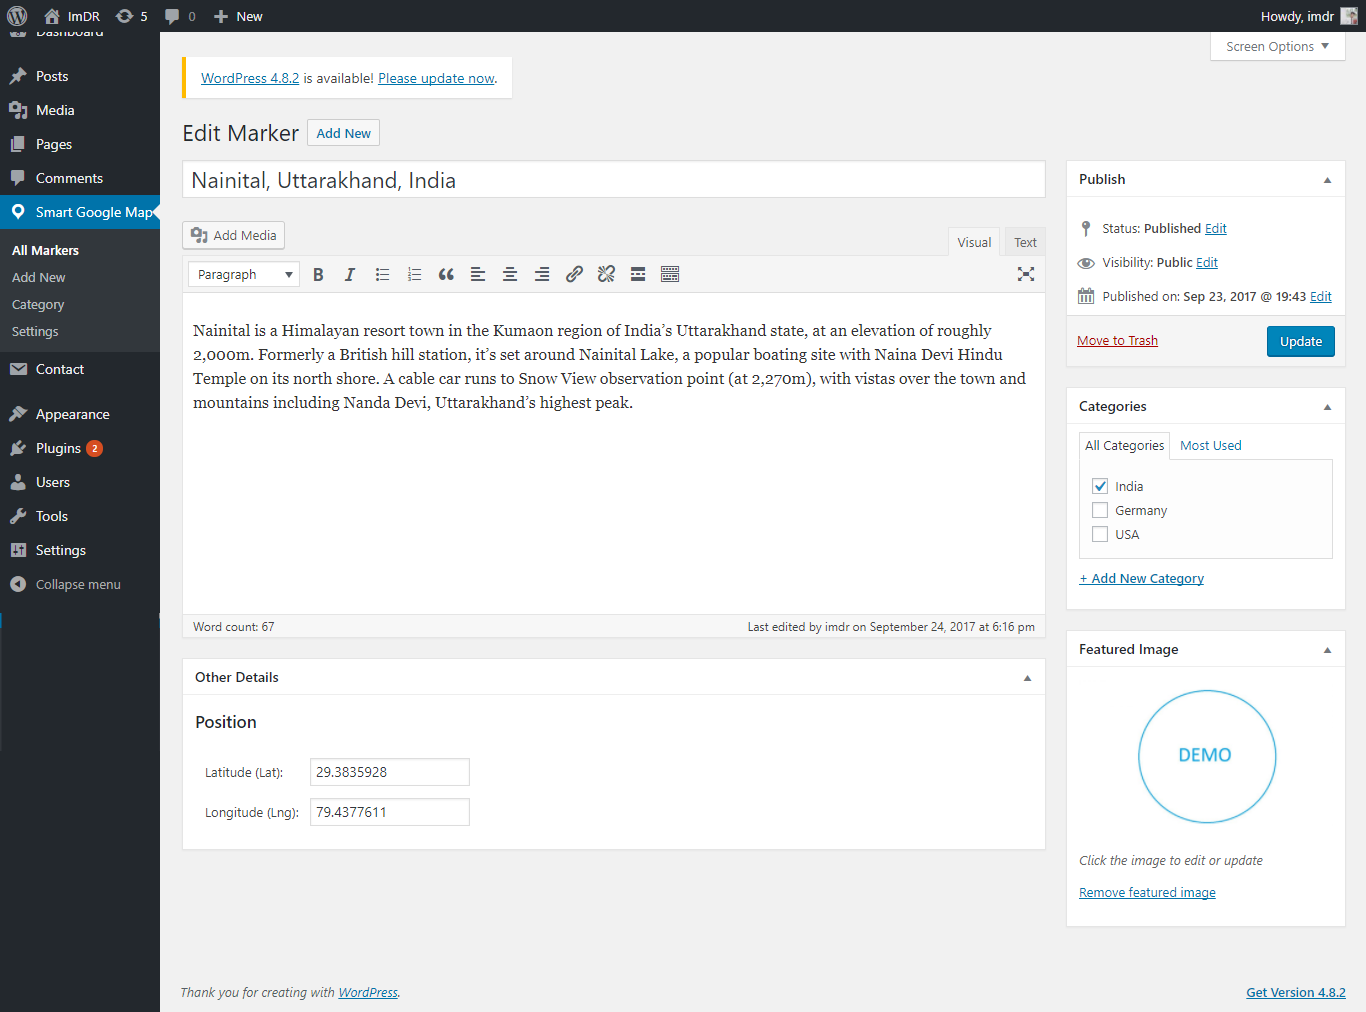 ImDR 5 0 New Howdy, imdr
Dashboard
Screen Options
Posts
Media
Pages
Comments
Smart Google Map
All Markers
Add New
Category
Settings
Contact
Appearance
Plugins 2
Users
Tools
Settings
Collapse menu
WordPress 4.8.2 is available! Please update now.
Edit Marker Add New
Nainital, Uttarakhand, India
Add Media
Visual Text
Paragraph
Nainital is a Himalayan resort town in the Kumaon region of India’s Uttarakhand state, at an elevation of roughly
2,000m. Formerly a British hill station, it’s set around Nainital Lake, a popular boating site with Naina Devi Hindu
Temple on its north shore. A cable car runs to Snow View observation point (at 2,270m), with vistas over the town and
mountains including Nanda Devi, Uttarakhand’s highest peak.
Word count: 67 Last edited by imdr on September 24, 2017 at 6:16 pm
Other Details
Position
Latitude (Lat): 29.3835928
Longitude (Lng): 79.4377611
Publish
Status: Published Edit
Visibility: Public Edit
Published on: Sep 23, 2017 @ 19:43 Edit
Move to Trash Update
Categories
All Categories Most Used
India
Germany
USA
+ Add New Category
Featured Image
DEMO
Click the image to edit or update
Remove featured image
Thank you for creating with WordPress. Get Version 4.8.2